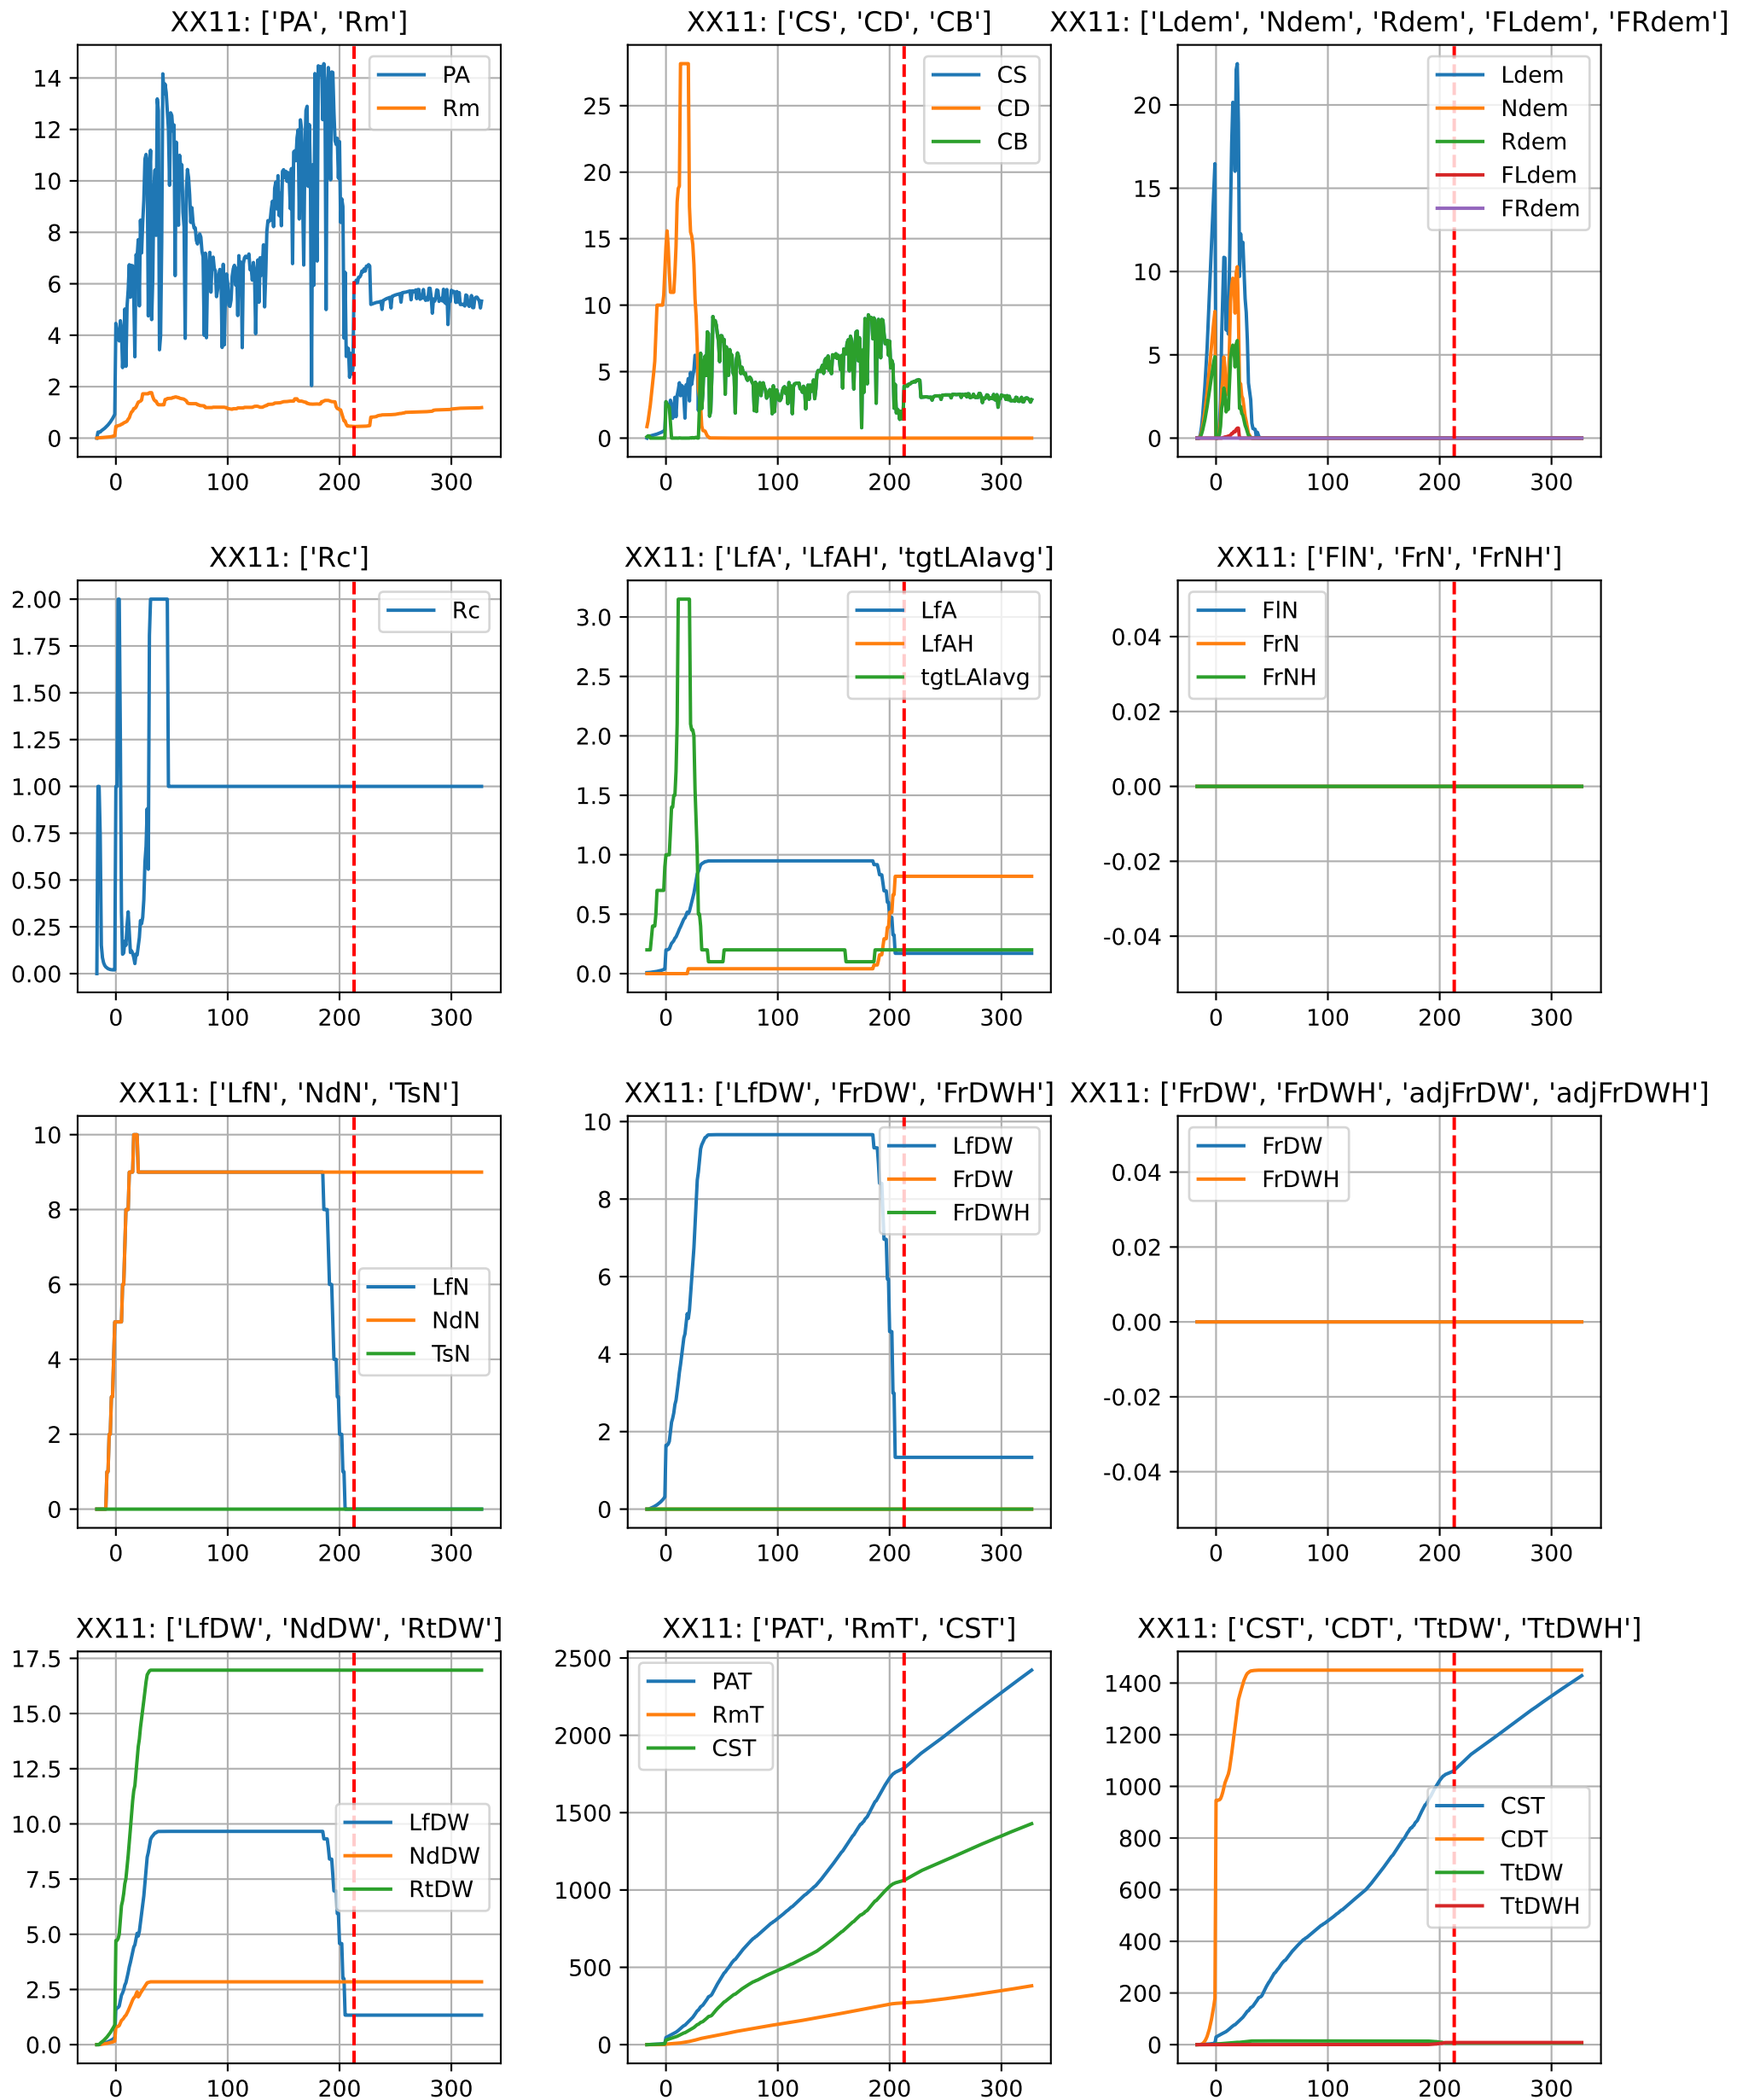 XX11: ['PA', 'Rm']
14
12
10
8
6
4
2
0
0 100 200 300
PA
Rm
XX11: ['CS', 'CD', 'CB']
25
20
15
10
5
0
0 100 200 300
CS
CD
CB
XX11: ['Ldem', 'Ndem', 'Rdem', 'FLdem', 'FRdem']
20
15
10
5
0
0 100 200 300
Ldem
Ndem
Rdem
FLdem
FRdem
XX11: ['Rc']
2.00
1.75
1.50
1.25
1.00
0.75
0.50
0.25
0.00
0 100 200 300
Rc
XX11: ['LfA', 'LfAH', 'tgtLAIavg']
3.0
2.5
2.0
1.5
1.0
0.5
0.0
0 100 200 300
LfA
LfAH
tgtLAIavg
XX11: ['FlN', 'FrN', 'FrNH']
0.04
0.02
0.00
-0.02
-0.04
0 100 200 300
FlN
FrN
FrNH
XX11: ['LfN', 'NdN', 'TsN']
10
8
6
4
2
0
0 100 200 300
LfN
NdN
TsN
XX11: ['LfDW', 'FrDW', 'FrDWH']
10
8
6
4
2
0
0 100 200 300
LfDW
FrDW
FrDWH
XX11: ['FrDW', 'FrDWH', 'adjFrDW', 'adjFrDWH']
0.04
0.02
0.00
-0.02
-0.04
0 100 200 300
FrDW
FrDWH
XX11: ['LfDW', 'NdDW', 'RtDW']
17.5
15.0
12.5
10.0
7.5
5.0
2.5
0.0
0 100 200 300
LfDW
NdDW
RtDW
XX11: ['PAT', 'RmT', 'CST']
2500
2000
1500
1000
500
0
0 100 200 300
PAT
RmT
CST
XX11: ['CST', 'CDT', 'TtDW', 'TtDWH']
1400
1200
1000
800
600
400
200
0
0 100 200 300
CST
CDT
TtDW
TtDWH